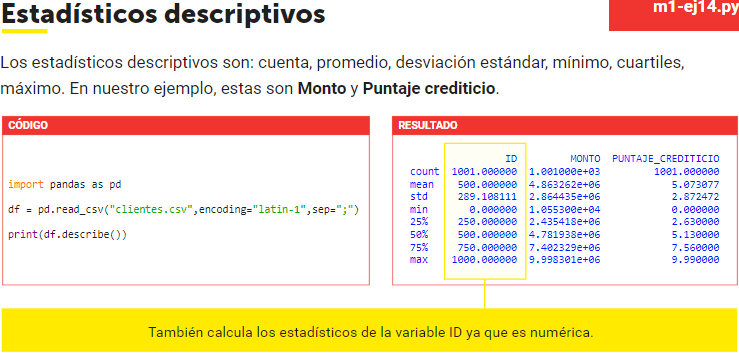 Estadísticos descriptivos
m1-ej14.py
Los estadísticos descriptivos son: cuenta, promedio, desviación estándar, mínimo, cuartiles,
máximo. En nuestro ejemplo, estas son Monto y Puntaje crediticio.
CÓDIGO
import pandas as pd
df = pd.read_csv("clientes.csv",encoding="latin-1",sep=";")
print(df.describe())
RESULTADO
ID MONTO PUNTAJE_CREDITICIO
count 1001.000000 1.001000e+03 1001.000000
mean 500.000000 4.863262e+06 5.073077
std 289.108111 2.864435e+06 2.872472
min 0.000000 1.055300e+04 0.000000
25% 250.000000 2.435418e+06 2.630000
50% 500.000000 4.781938e+06 5.130000
75% 750.000000 7.402329e+06 7.560000
max 1000.000000 9.998301e+06 9.990000
También calcula los estadísticos de la variable ID ya que es numérica.